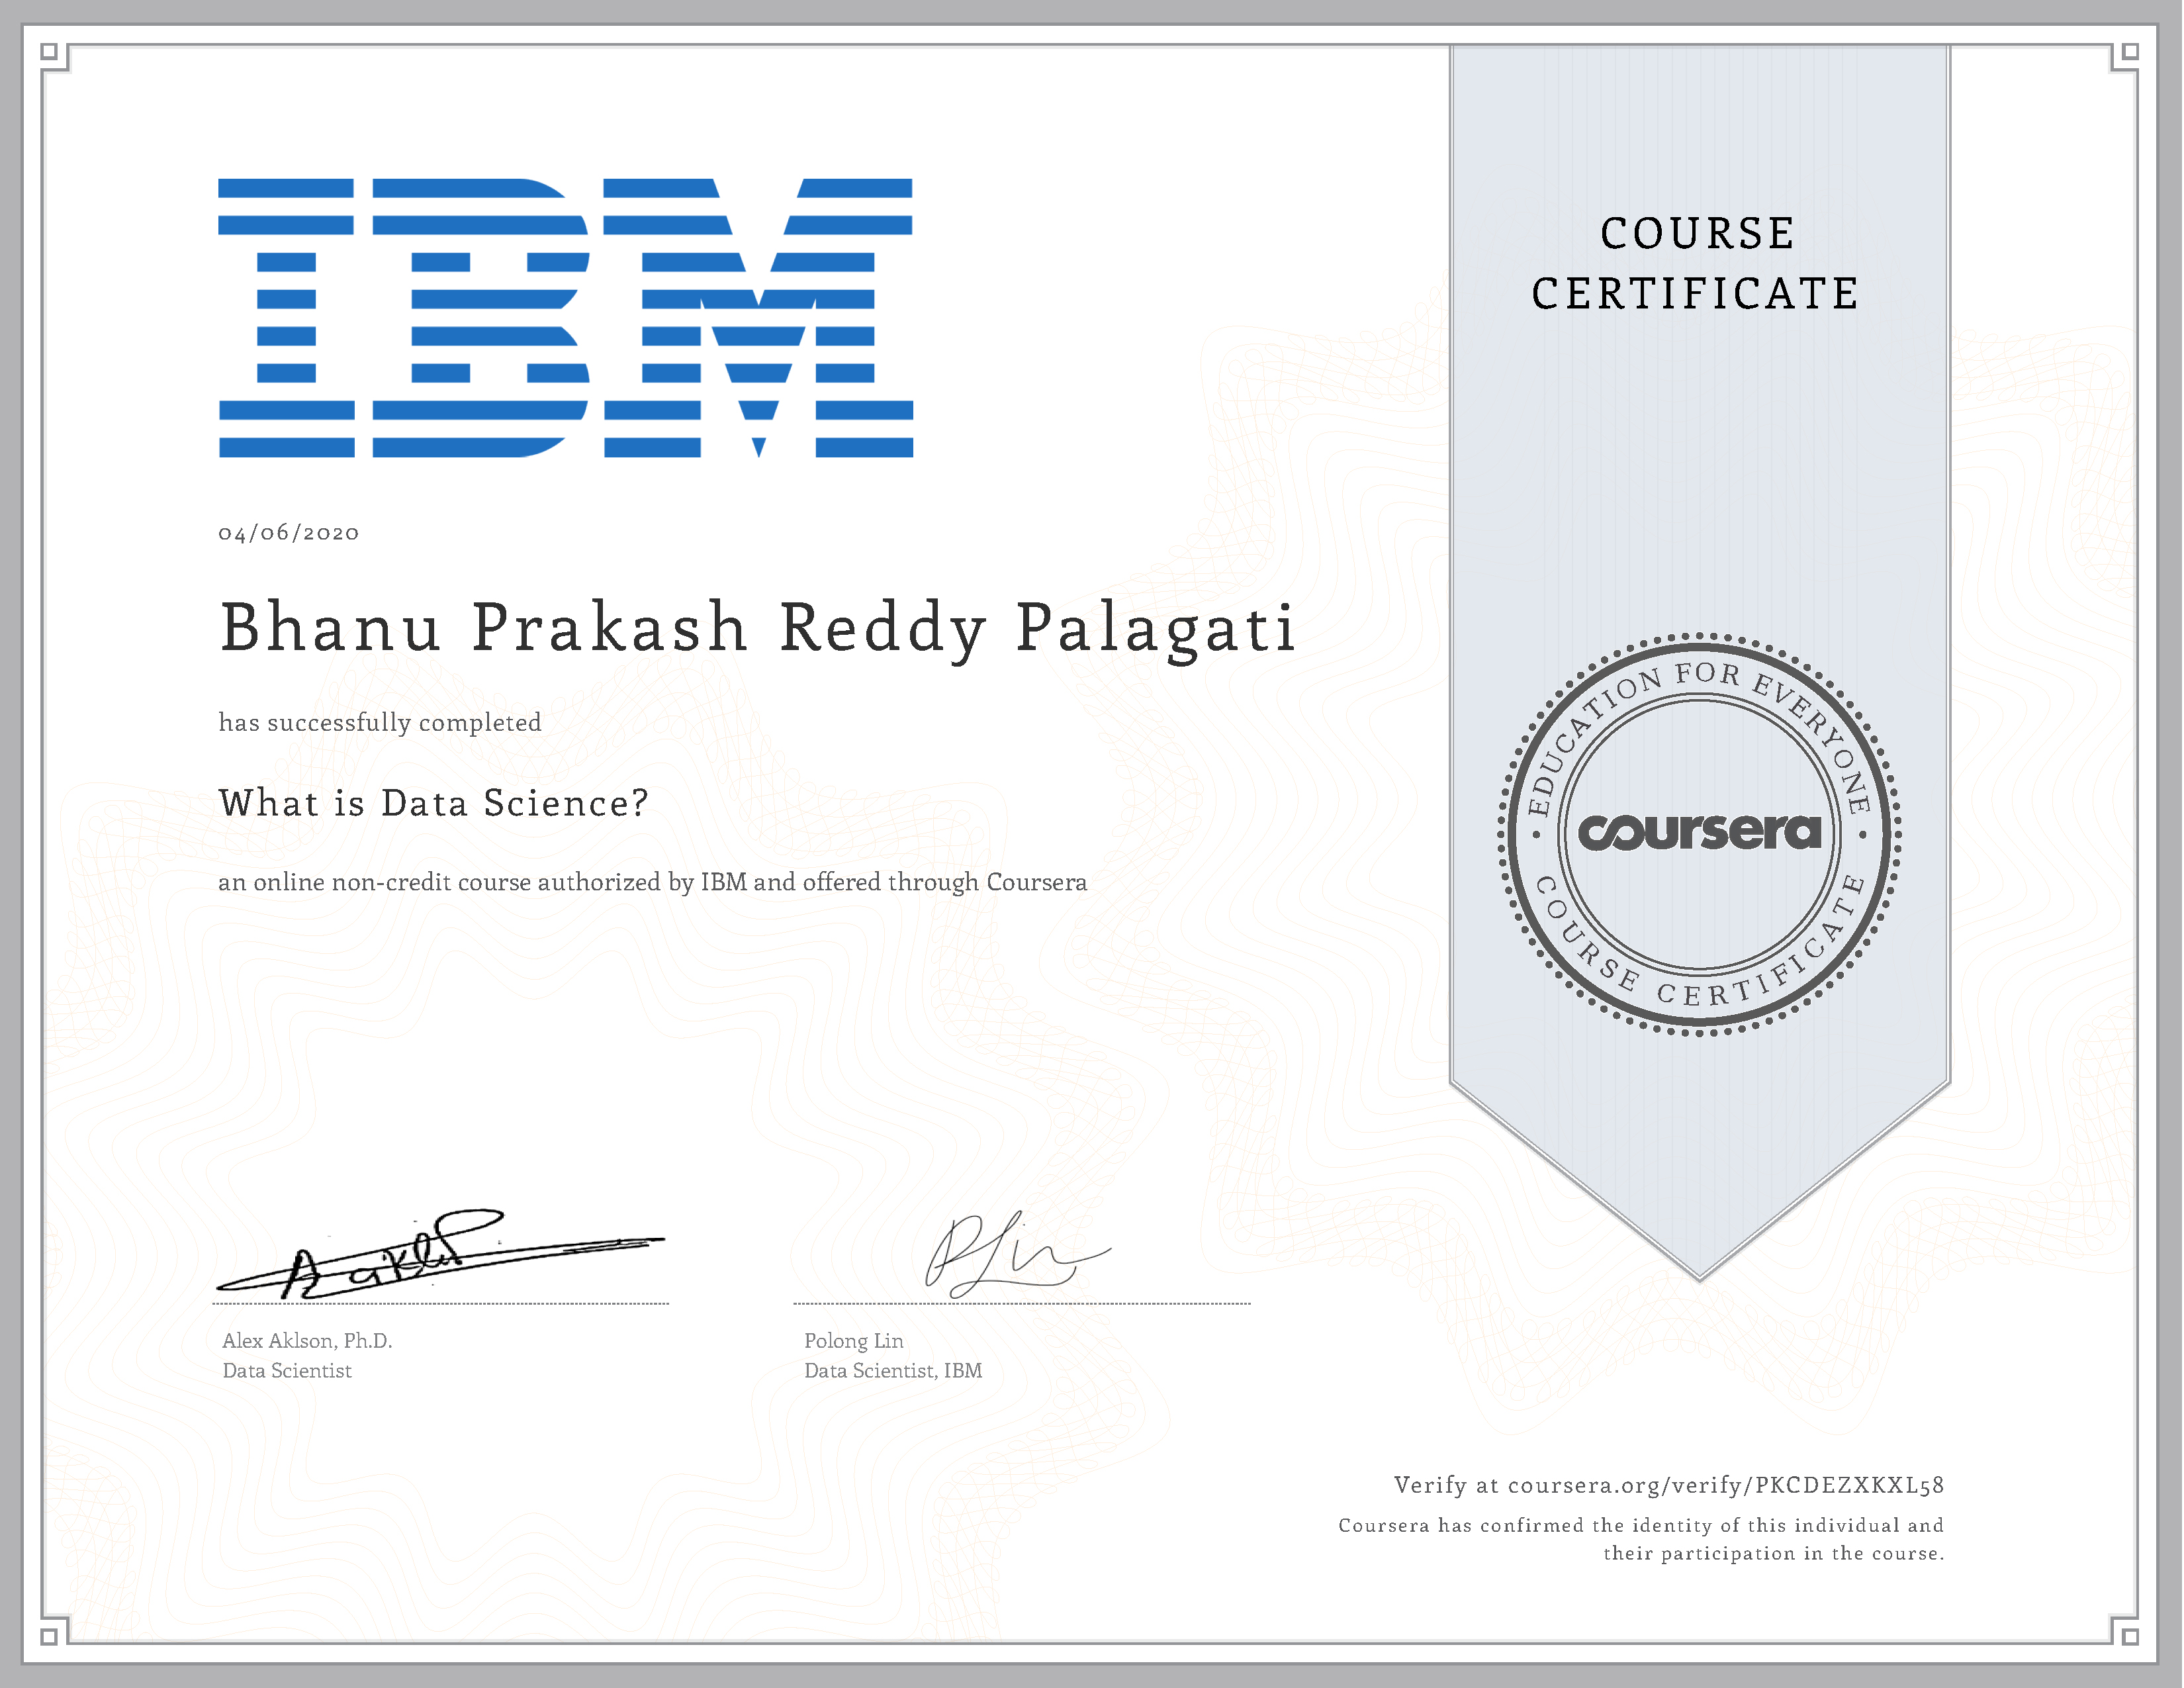 IBM
COURSE
CERTIFICATE
04/06/2020
Bhanu Prakash Reddy Palagati
has successfully completed
What is Data Science?
an online non-credit course authorized by IBM and offered through Coursera
EDUCATION FOR EVERYONE
coursera
COURSE CERTIFICATE
Alex Aklson, Ph.D.
Data Scientist
Polong Lin
Data Scientist, IBM
Verify at coursera.org/verify/PKCDEZXKXL58
Coursera has confirmed the identity of this individual and
their participation in the course.